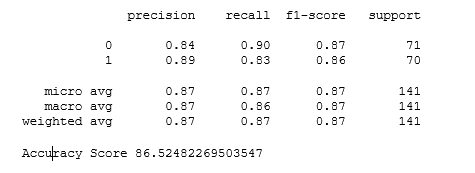 precision recall f1-score support
0 0.84 0.90 0.87 71
1 0.89 0.83 0.86 70
micro avg 0.87 0.87 0.87 141
macro avg 0.87 0.86 0.87 141
weighted avg 0.87 0.87 0.87 141
Accuracy Score 86.52482269503547